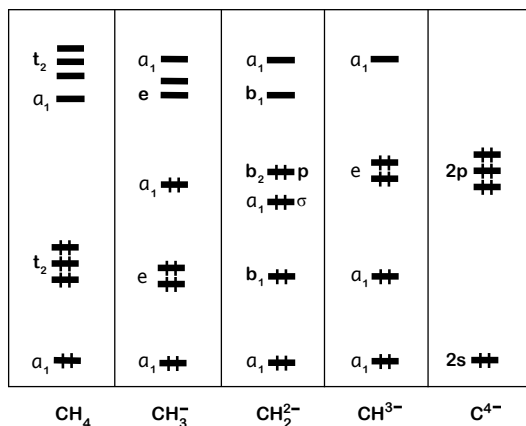 t₂ a₁ a₁ a₁
e b₁
a₁
b₂ p e 2p
a₁ a₁ σ
t₂ e b₁ a₁
a₁ a₁ a₁ a₁ 2s
CH₄ CH₃⁻ CH₂²⁻ CH³⁻ C⁴⁻